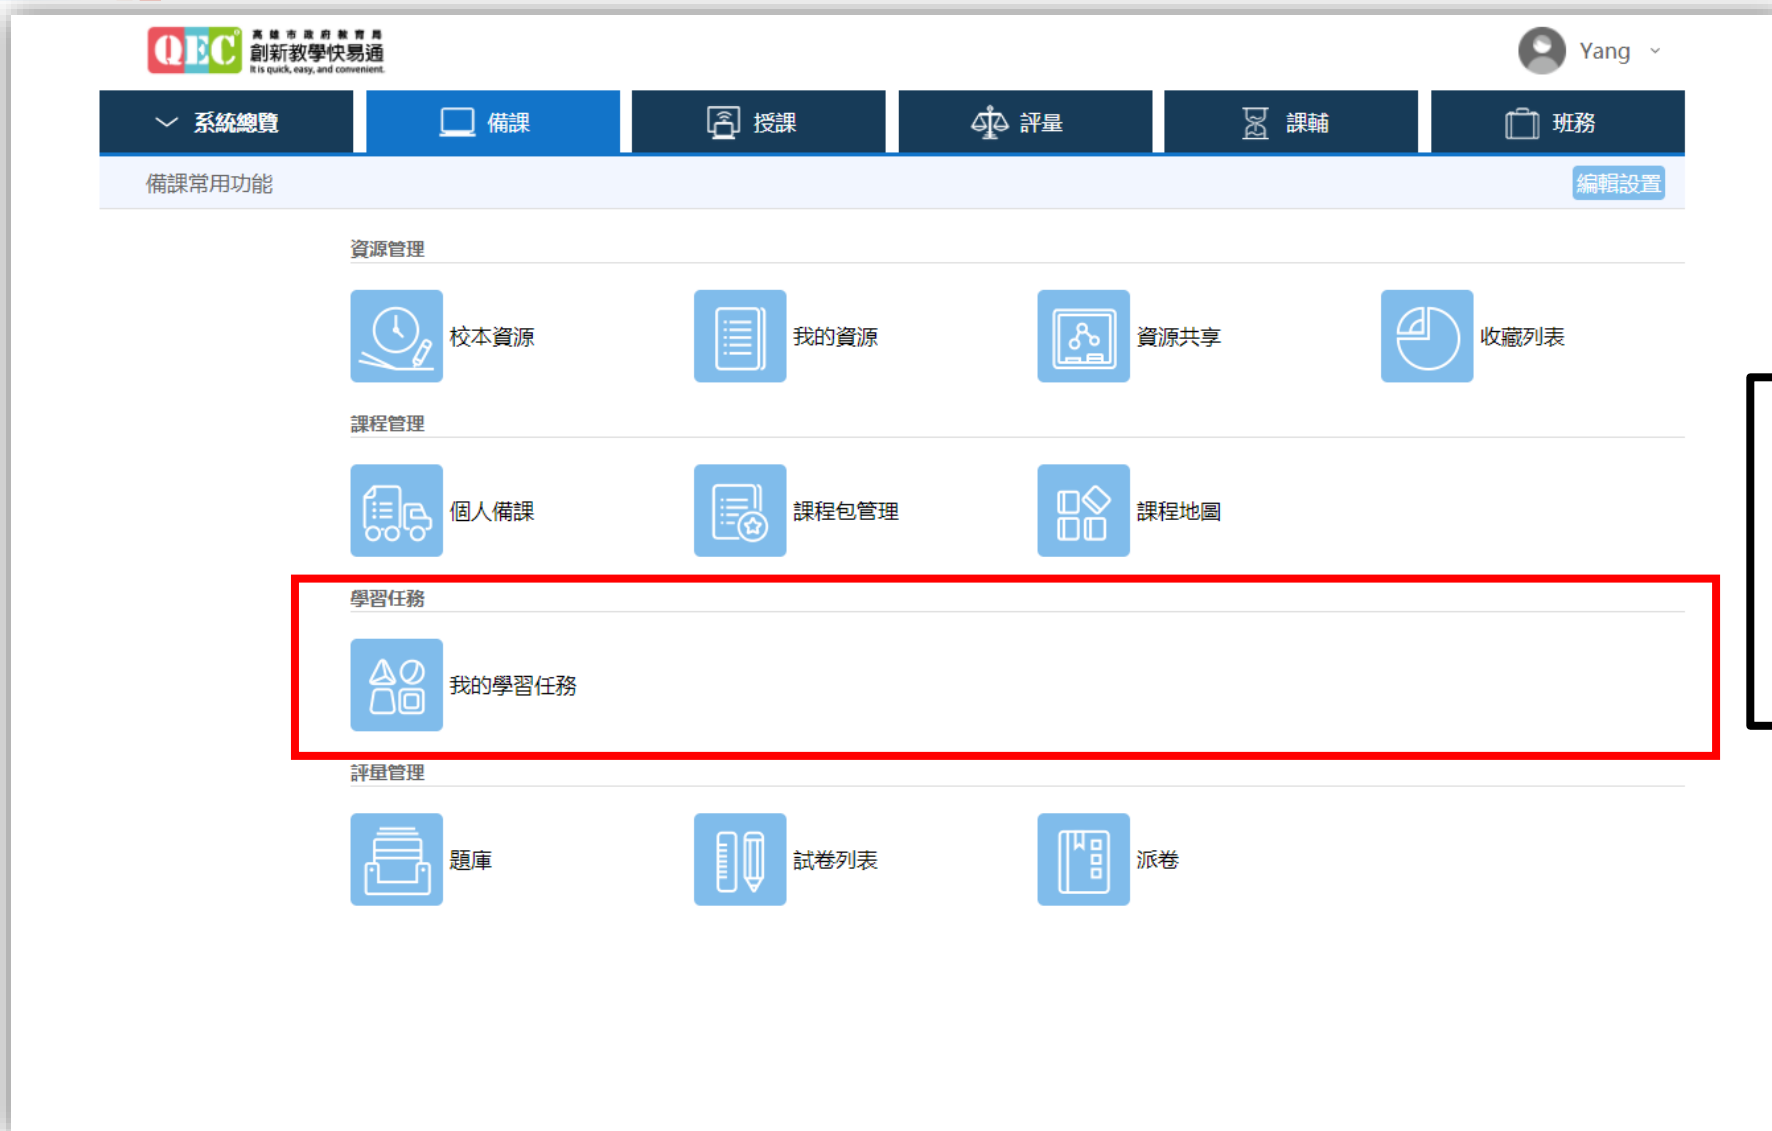 QEC 高雄市政府教育局
創新教學快易通
It is quick, easy, and convenient.
Yang
系統總覽 備課 授課 評量 課輔 班務
備課常用功能 編輯設置
資源管理
校本資源 我的資源 資源共享 收藏列表
課程管理
個人備課 課程包管理 課程地圖
學習任務
我的學習任務
評量管理
題庫 試卷列表 派卷